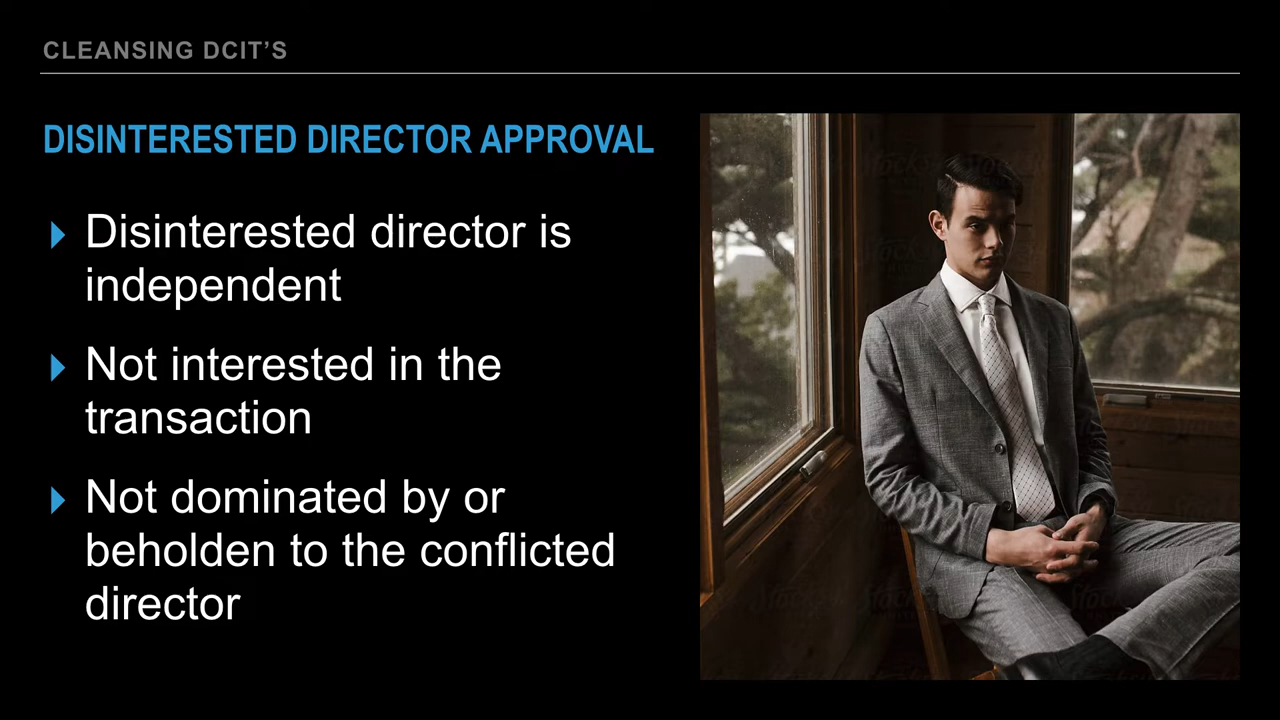 CLEANSING DCIT’S
DISINTERESTED DIRECTOR APPROVAL
Disinterested director is
independent
Not interested in the
transaction
Not dominated by or
beholden to the conflicted
director